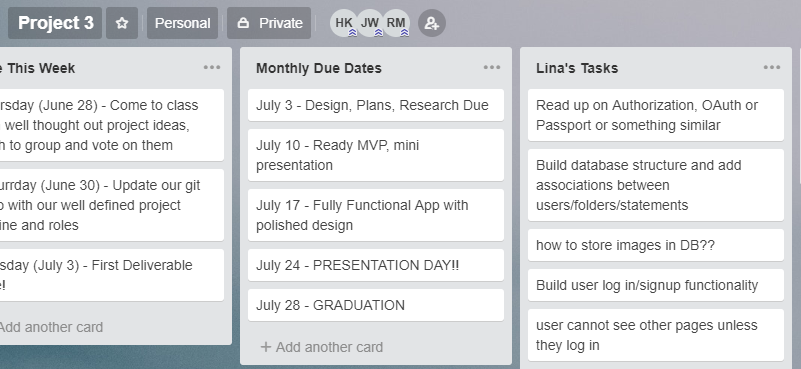 Project 3
Personal
Private
HK JW RM
This Week
(June 28) - Come to class
well thought out project ideas,
to group and vote on them
(June 30) - Update our git
with our well defined project
and roles
(July 3) - First Deliverable
Add another card
Monthly Due Dates
July 3 - Design, Plans, Research Due
July 10 - Ready MVP, mini
presentation
July 17 - Fully Functional App with
polished design
July 24 - PRESENTATION DAY!!
July 28 - GRADUATION
+ Add another card
Lina's Tasks
Read up on Authorization, OAuth or
Passport or something similar
Build database structure and add
associations between
users/folders/statements
how to store images in DB??
Build user log in/signup functionality
user cannot see other pages unless
they log in